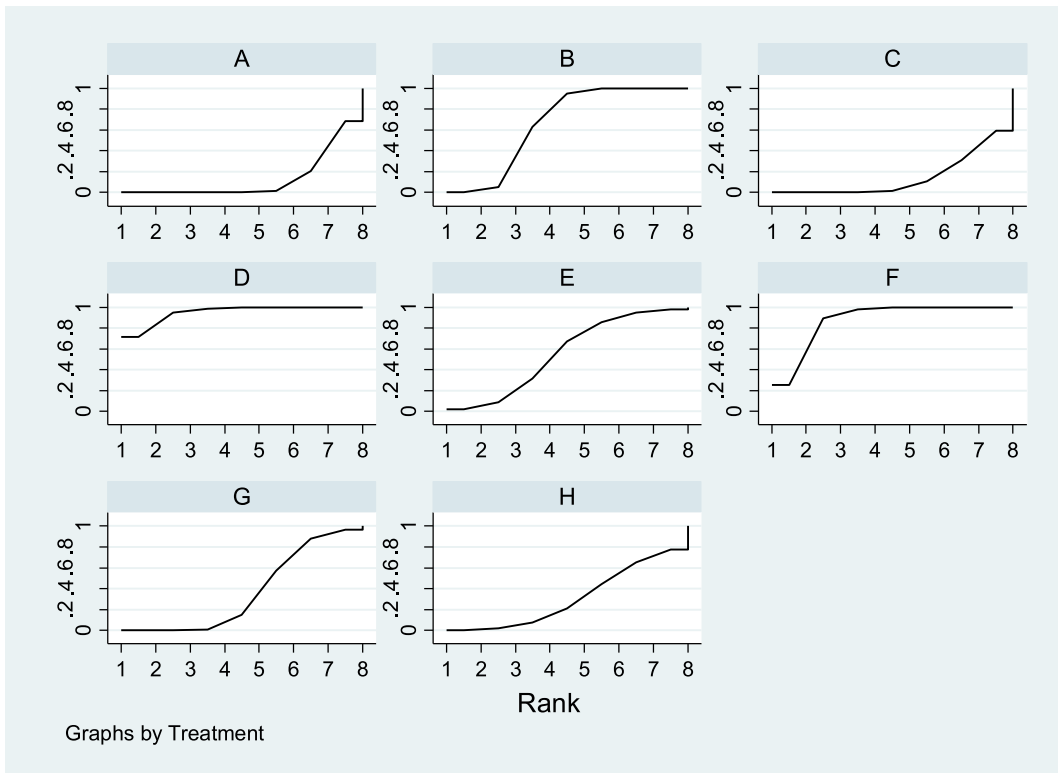 A B C
0 .2 .4 .6 .8 1 0 .2 .4 .6 .8 1 0 .2 .4 .6 .8 1
1 2 3 4 5 6 7 8 1 2 3 4 5 6 7 8 1 2 3 4 5 6 7 8
D E F
0 .2 .4 .6 .8 1 0 .2 .4 .6 .8 1 0 .2 .4 .6 .8 1
1 2 3 4 5 6 7 8 1 2 3 4 5 6 7 8 1 2 3 4 5 6 7 8
G H
0 .2 .4 .6 .8 1 0 .2 .4 .6 .8 1
1 2 3 4 5 6 7 8 1 2 3 4 5 6 7 8
Rank
Graphs by Treatment